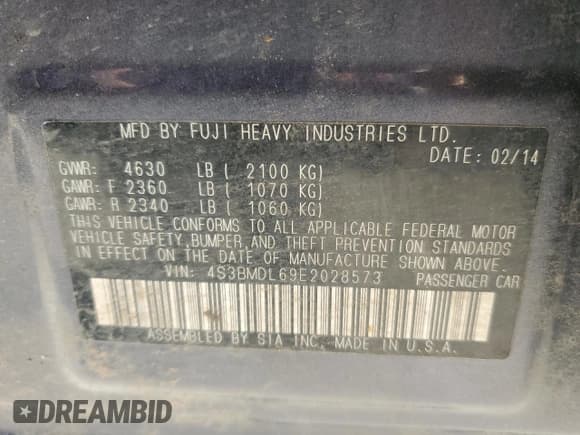 MFD BY FUJI HEAVY INDUSTRIES LTD.
DATE: 02/14
GVWR: 4630 LB ( 2100 KG)
GAWR: F 2360 LB ( 1070 KG)
GAWR: R 2340 LB ( 1060 KG)
THIS VEHICLE CONFORMS TO ALL APPLICABLE FEDERAL MOTOR
VEHICLE SAFETY, BUMPER, AND THEFT PREVENTION STANDARDS
IN EFFECT ON THE DATE OF MANUFACTURE SHOWN ABOVE.
VIN: 4S3BMDL69E2028573 PASSENGER CAR
ASSEMBLED BY SIA INC. MADE IN U.S.A.
DREAMBID